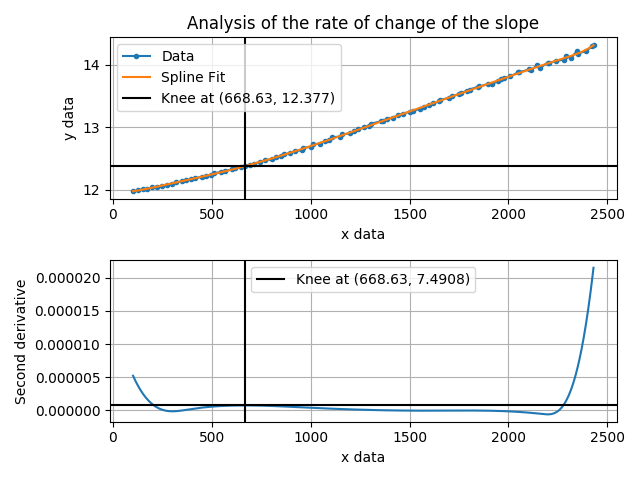 Analysis of the rate of change of the slope
Data
Spline Fit
Knee at (668.63, 12.377)
y data
14
13
12
0 500 1000 1500 2000 2500
x data
Knee at (668.63, 7.4908)
Second derivative
0.000020
0.000015
0.000010
0.000005
0.000000
0 500 1000 1500 2000 2500
x data